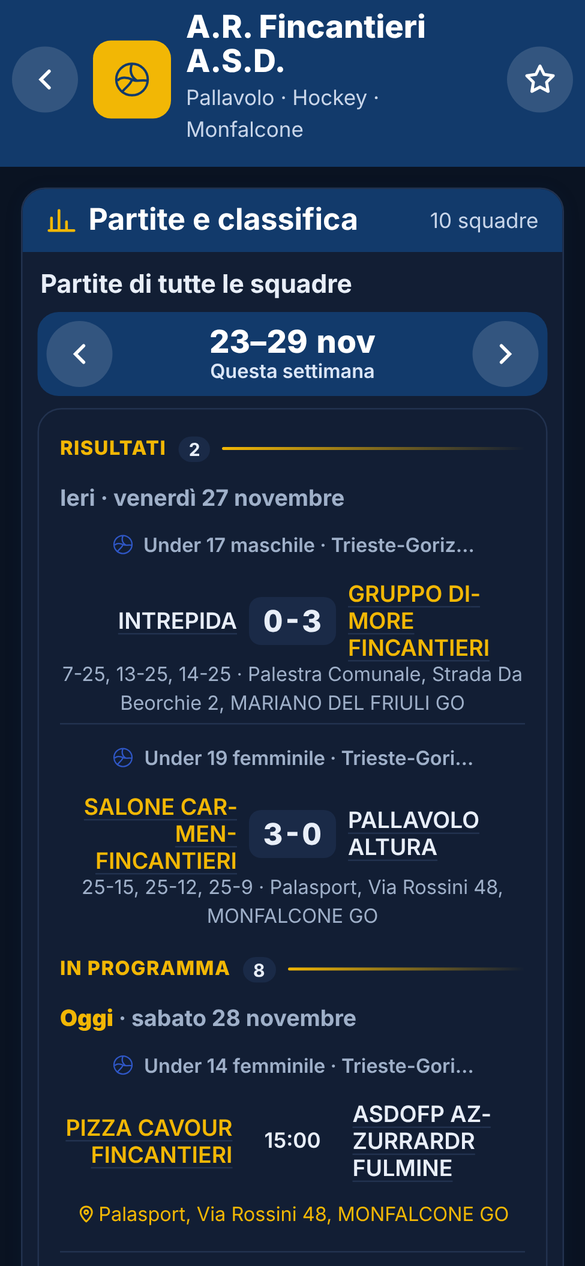 A.R. Fincantieri
A.S.D.
Pallavolo · Hockey ·
Monfalcone
Partite e classifica
10 squadre
Partite di tutte le squadre
23–29 nov
Questa settimana
RISULTATI 2
Ieri · venerdì 27 novembre
Under 17 maschile · Trieste-Goriz...
INTREPIDA
0-3
GRUPPO DI-
MORE
FINCANTIERI
7-25, 13-25, 14-25 · Palestra Comunale, Strada Da
Beorchie 2, MARIANO DEL FRIULI GO
Under 19 femminile · Trieste-Gori...
SALONE CAR-
MEN-
FINCANTIERI
3-0
PALLAVOLO
ALTURA
25-15, 25-12, 25-9 · Palasport, Via Rossini 48,
MONFALCONE GO
IN PROGRAMMA 8
Oggi · sabato 28 novembre
Under 14 femminile · Trieste-Gori...
PIZZA CAVOUR
FINCANTIERI
15:00
ASDOFP AZ-
ZURRARDR
FULMINE
Palasport, Via Rossini 48, MONFALCONE GO